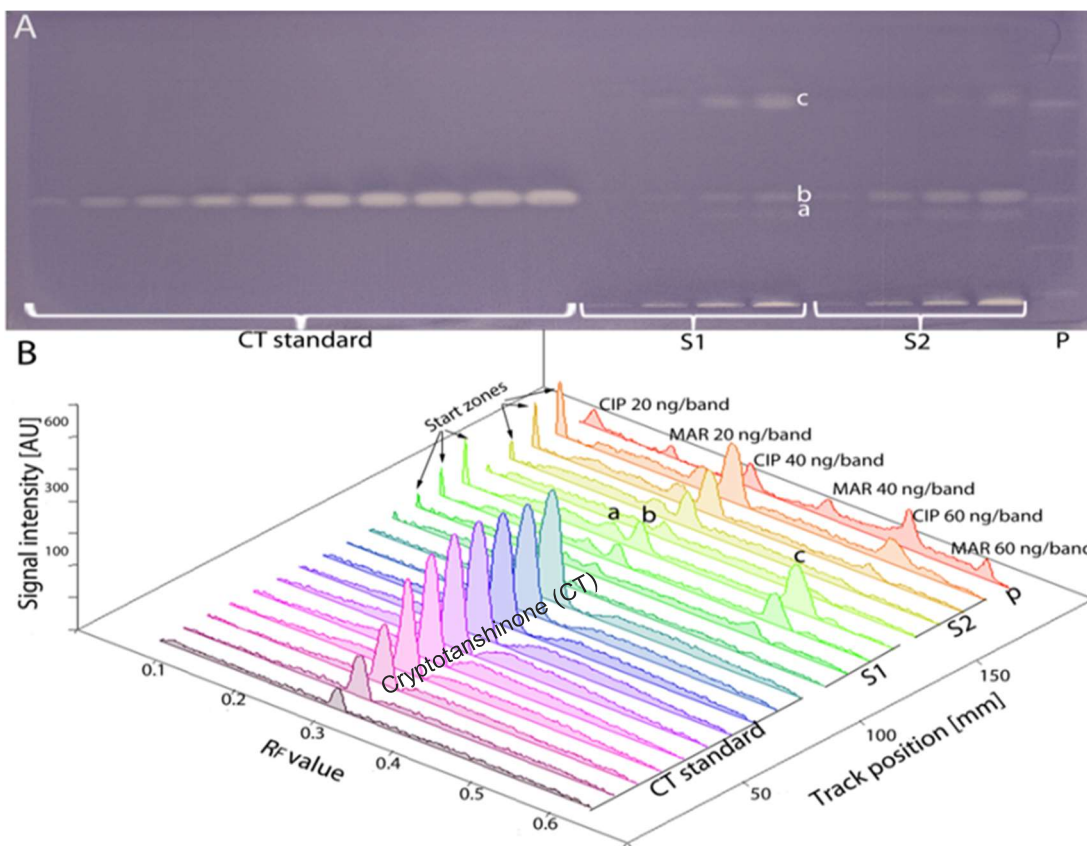 A
c
b
a
CT standard
S1
S2
P
B
Start zones
CIP 20 ng/band
MAR 20 ng/band
CIP 40 ng/band
MAR 40 ng/band
CIP 60 ng/band
MAR 60 ng/band
a
b
c
Signal intensity [AU]
600
300
100
Cryptotanshinone (CT)
P
S2
S1
CT standard
0.1
0.2
0.3
0.4
0.5
0.6
RF value
50
100
150
Track position [mm]